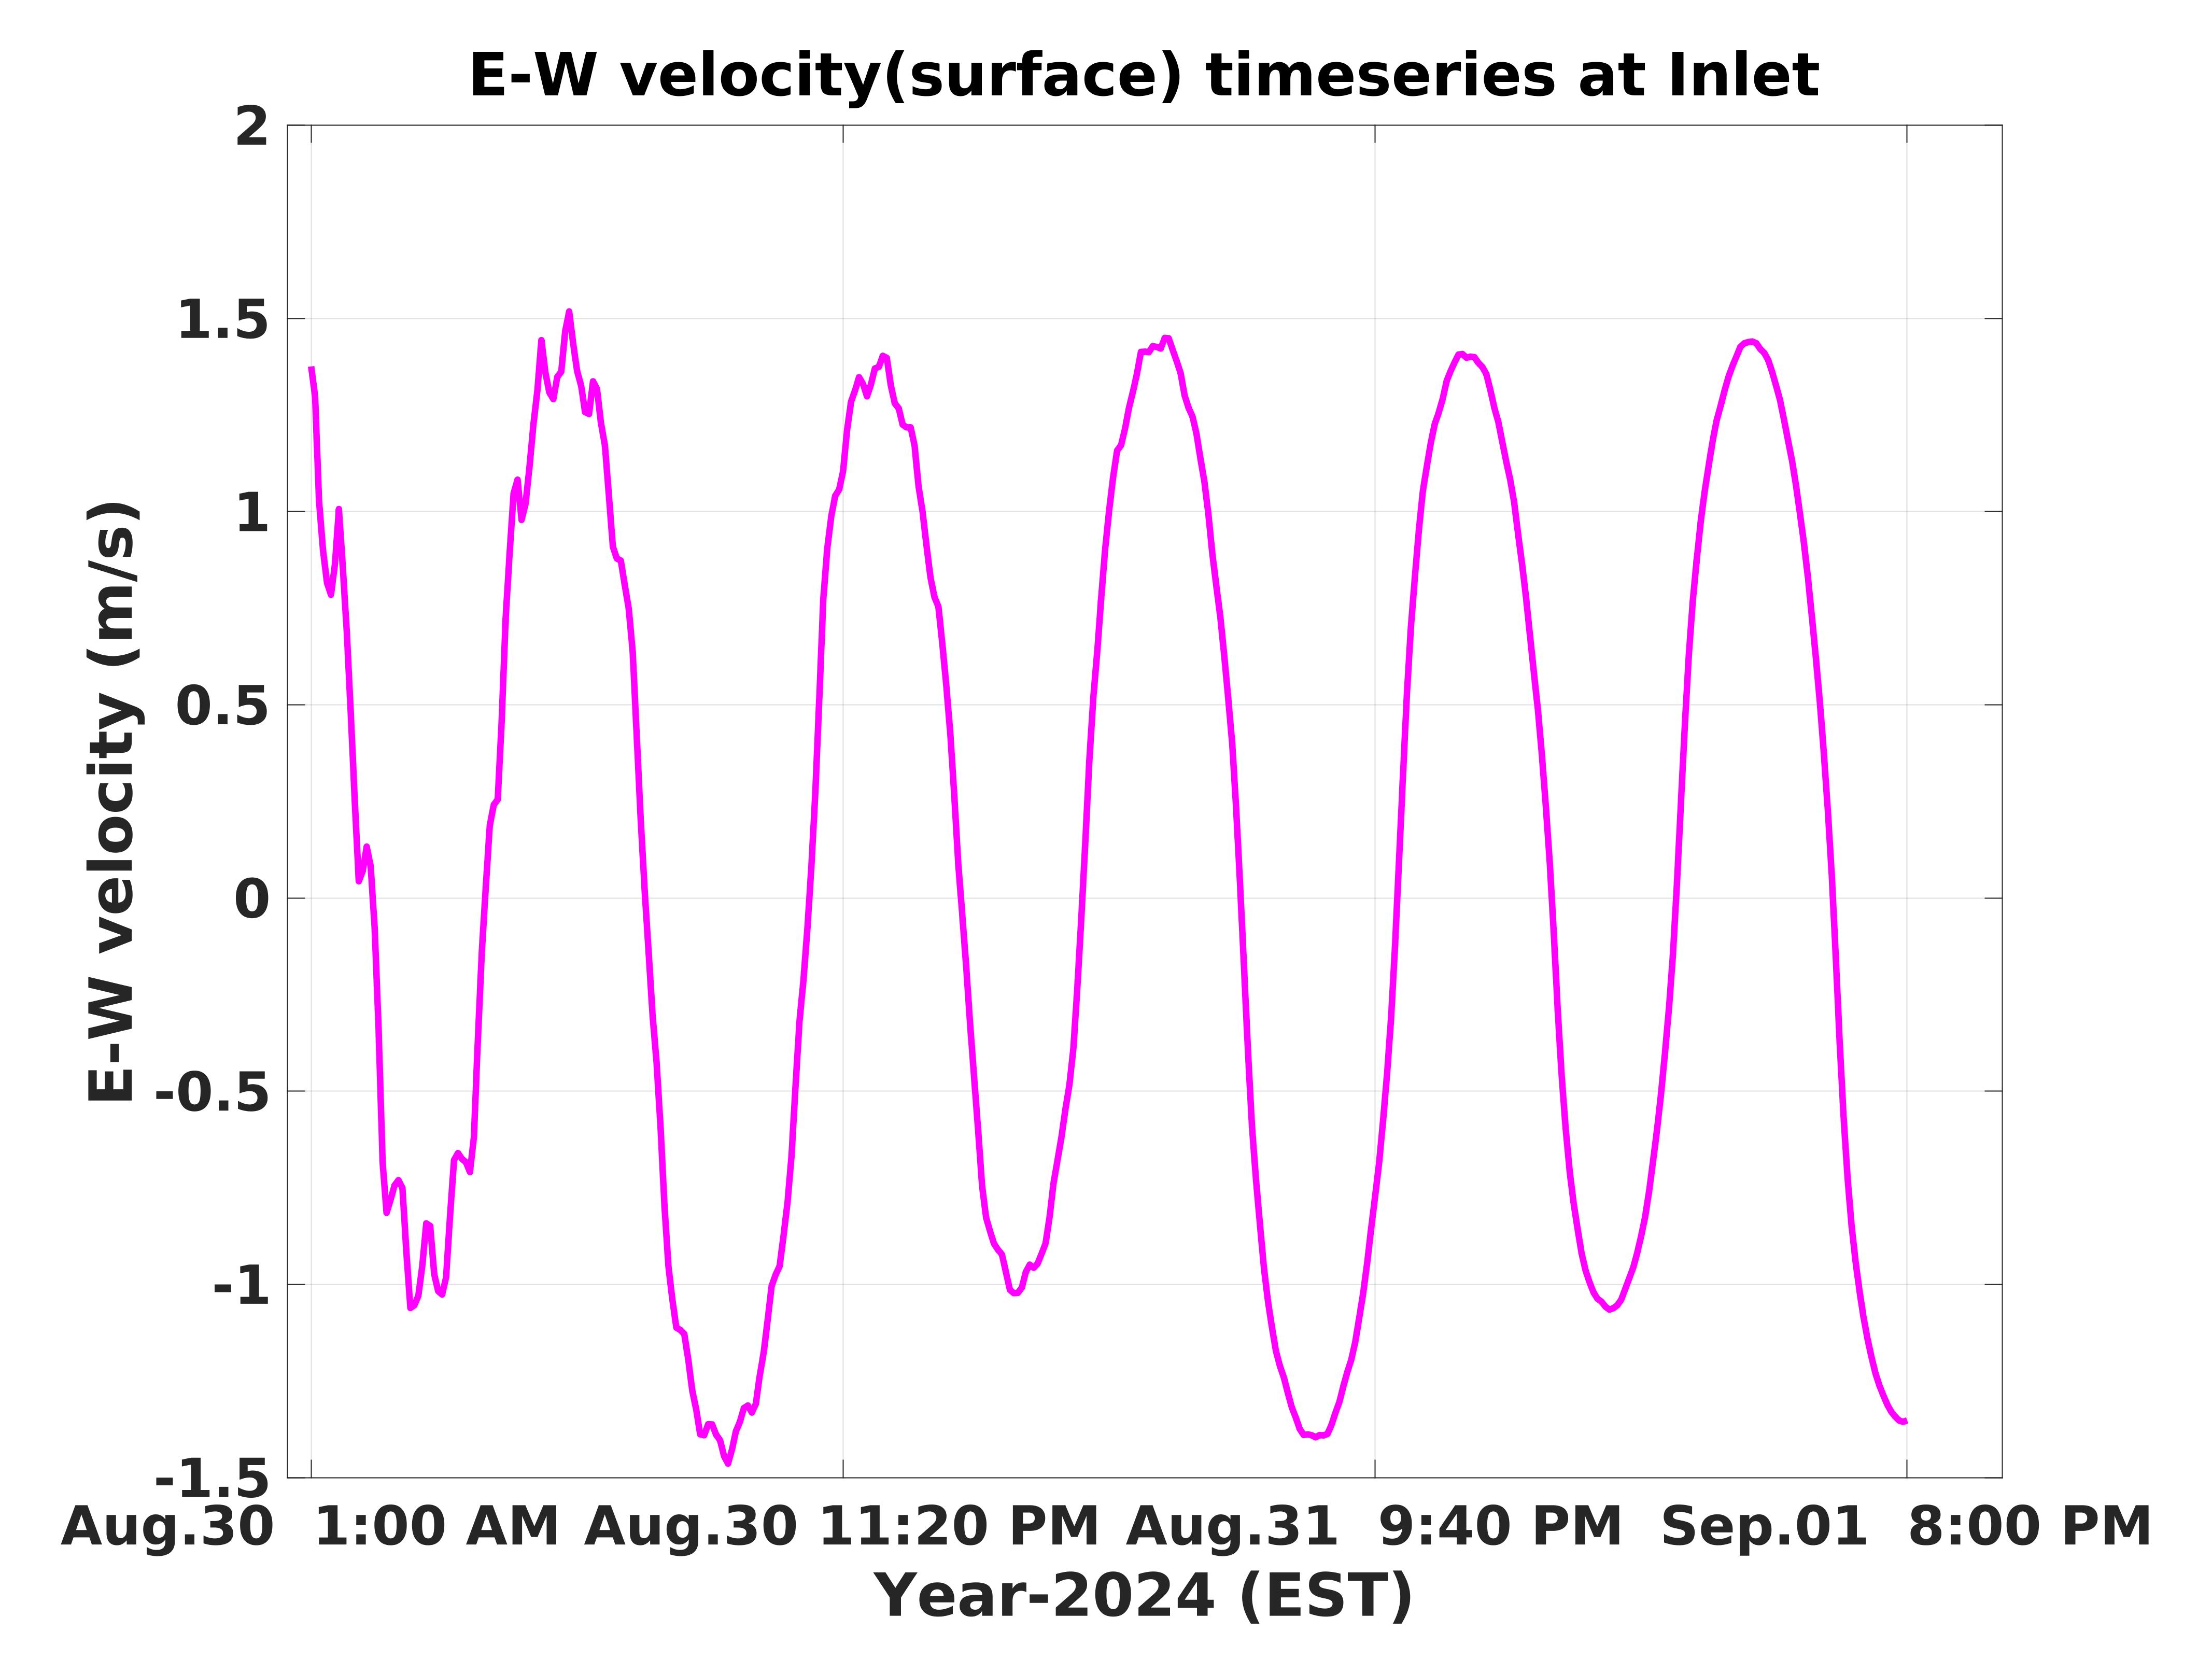 E-W velocity(surface) timeseries at Inlet
E-W velocity (m/s)
2
1.5
1
0.5
0
-0.5
-1
-1.5
Aug.30 1:00 AM Aug.30 11:20 PM Aug.31 9:40 PM Sep.01 8:00 PM
Year-2024 (EST)